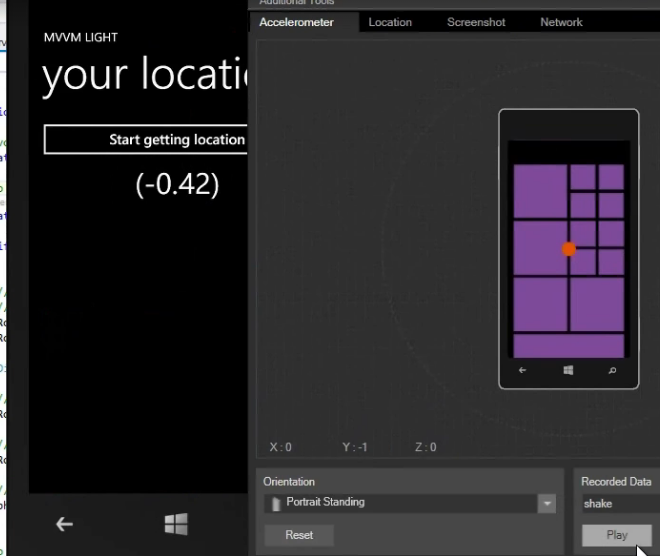 MVVM LIGHT
your locati
Start getting location
(-0.42)
Additional Tools
Accelerometer Location Screenshot Network
X : 0 Y : -1 Z : 0
Orientation
Portrait Standing
Reset
Recorded Data
shake
Play